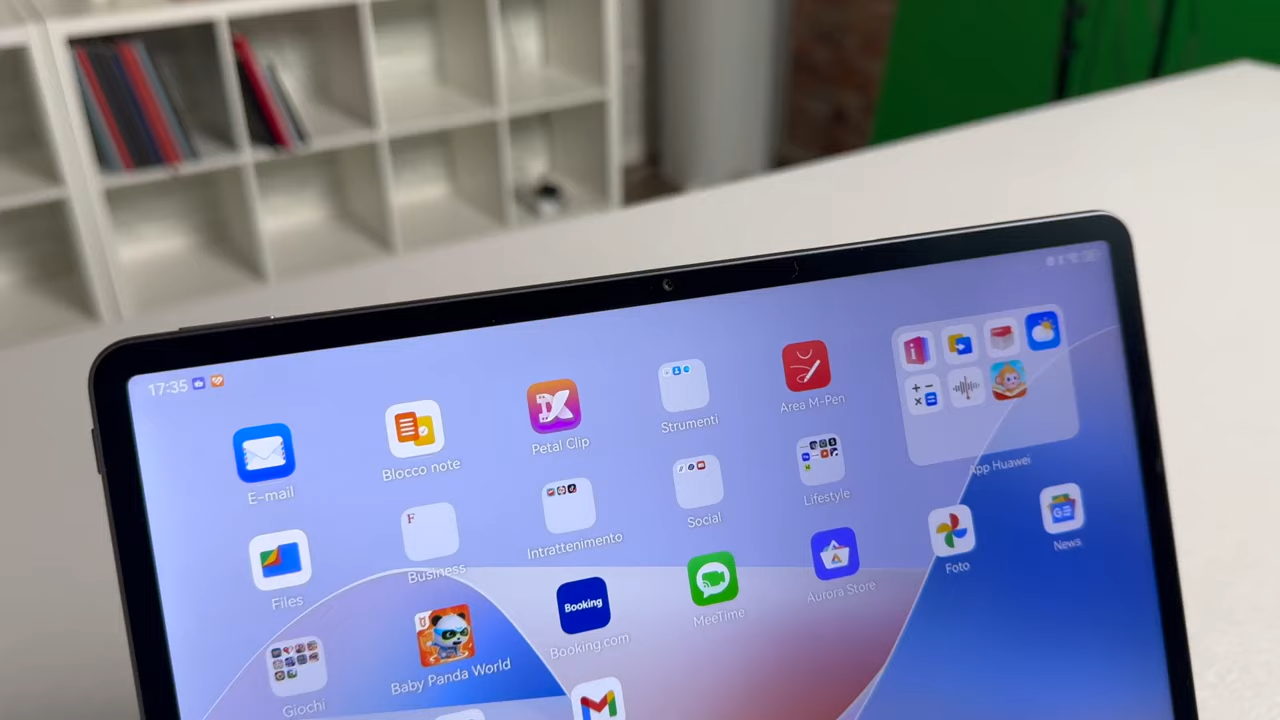 17:35
E-mail
Blocco note
Petal Clip
Strumenti
Area M-Pen
App Huawei
Files
F
Business
Intrattenimento
Social
Lifestyle
Foto
News
Giochi
Baby Panda World
Booking
Booking.com
MeeTime
Aurora Store